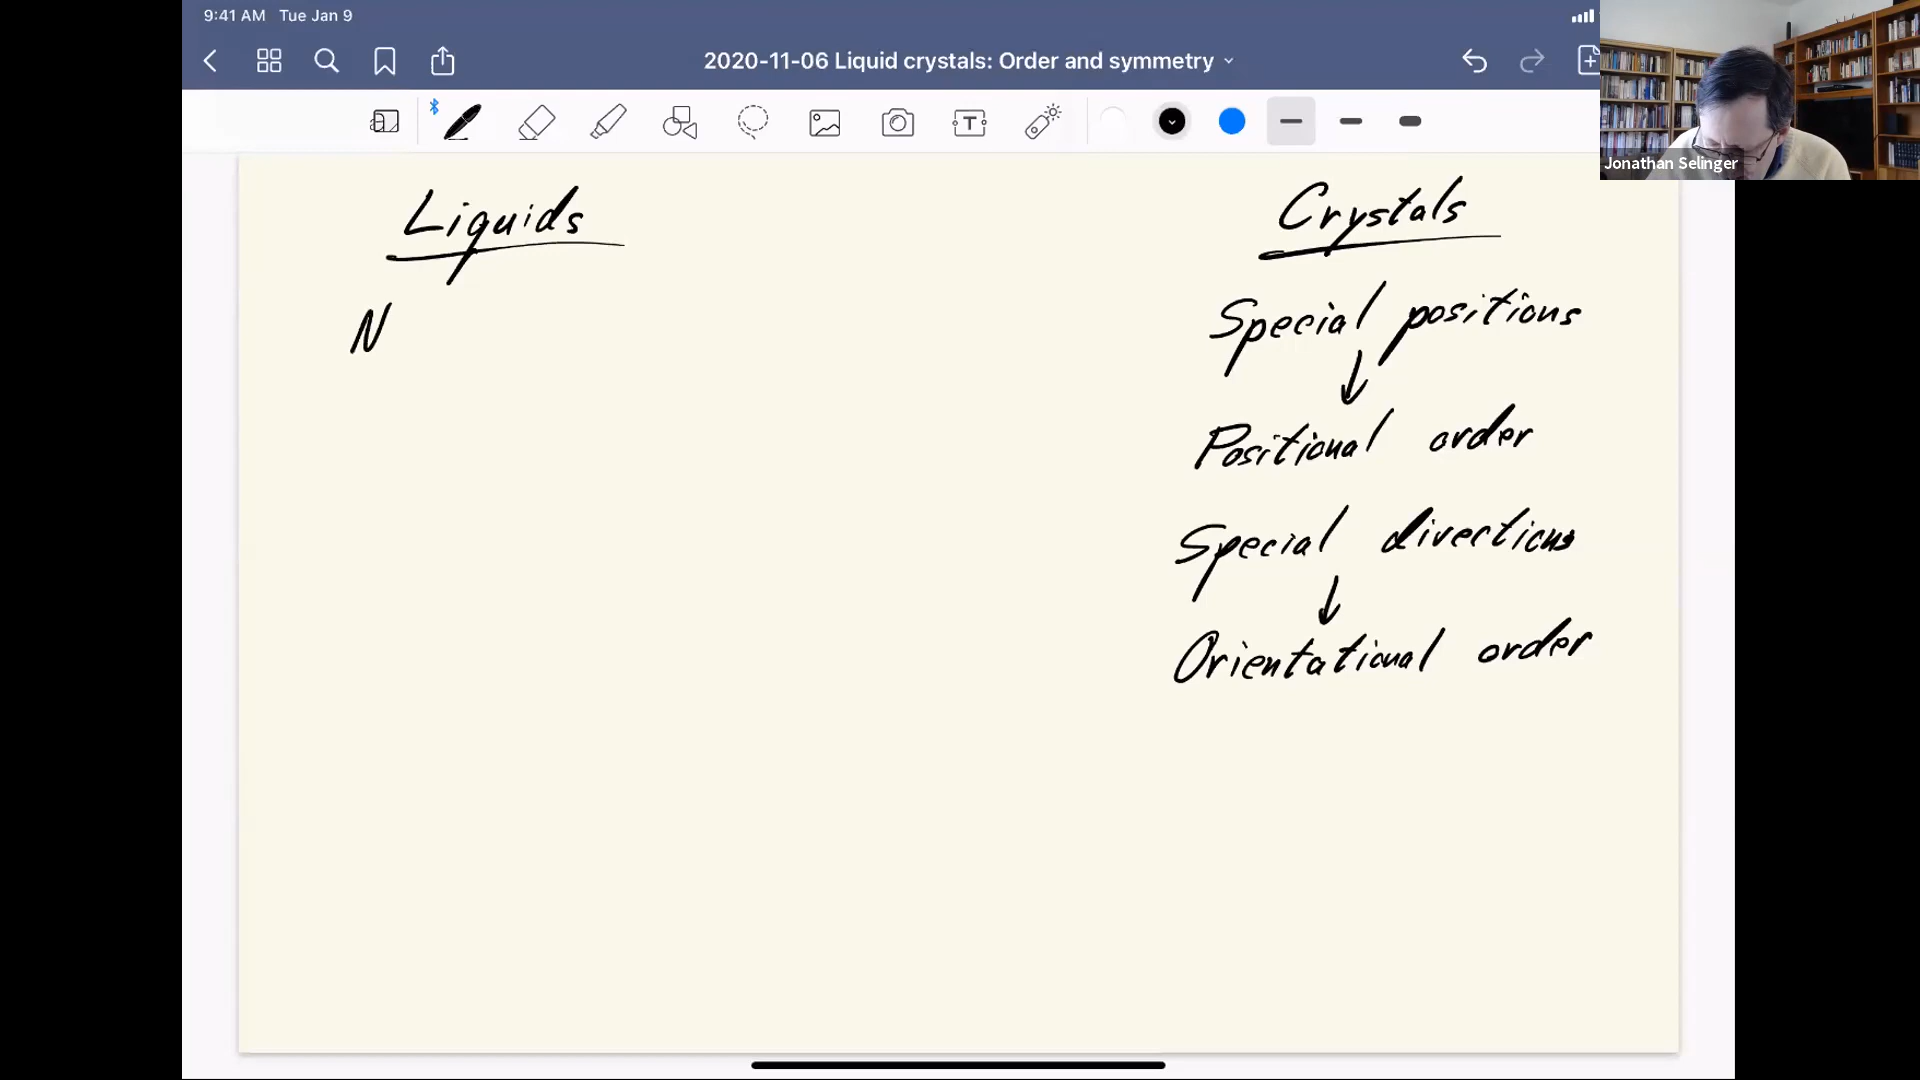 9:41 AM Tue Jan 9
2020-11-06 Liquid crystals: Order and symmetry
Jonathan Selinger
Liquids
N
Crystals
Special positions
↓
Positional order
Special directions
↓
Orientational order